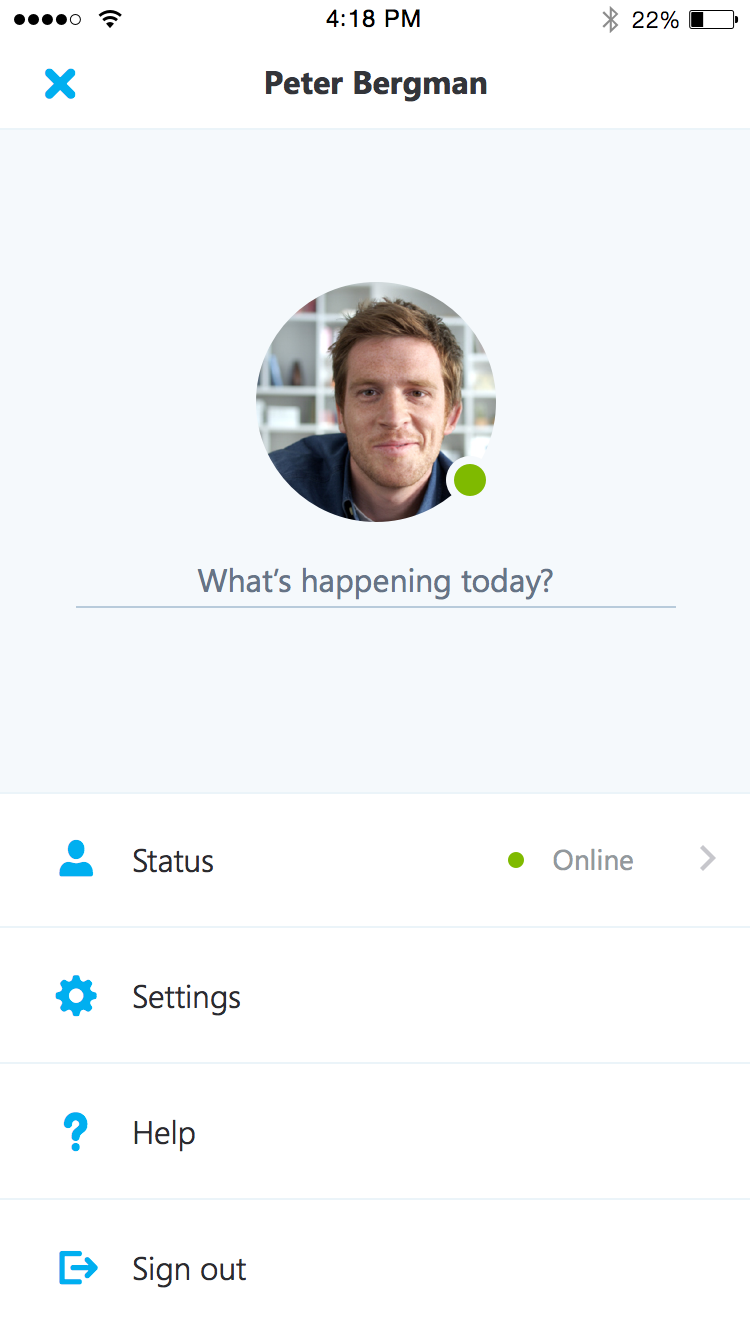 4:18 PM 22%
Peter Bergman
What's happening today?
Status Online
Settings
Help
Sign out